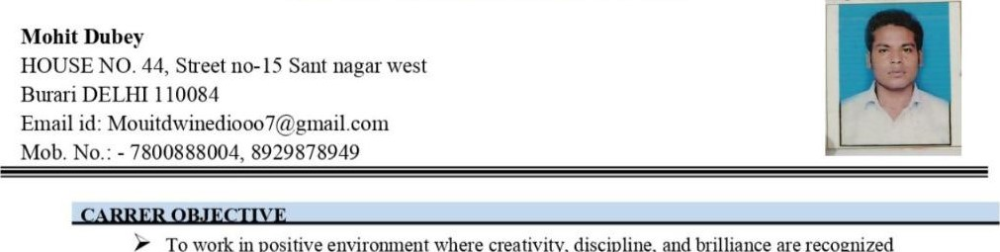 Mohit Dubey
HOUSE NO. 44, Street no-15 Sant nagar west
Burari DELHI 110084
Email id: Mouitdwinediooo7@gmail.com
Mob. No.: - 7800888004, 8929878949
CARRER OBJECTIVE
➢ To work in positive environment where creativity, discipline, and brilliance are recognized